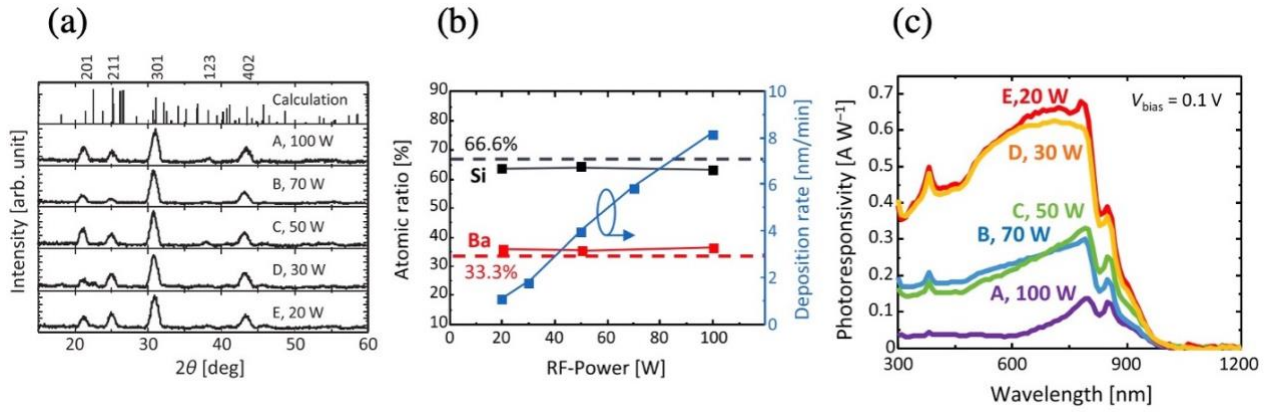 (a)
201 211 301 123 402
Calculation
A, 100 W
B, 70 W
C, 50 W
D, 30 W
E, 20 W
Intensity [arb. unit]
20 30 40 50 60
2θ [deg]
(b)
90
80
70
60
50
40
30
20
10
Atomic ratio [%]
66.6%
Si
Ba
33.3%
10
8
6
4
2
0
Deposition rate [nm/min]
0 20 40 60 80 100
RF-Power [W]
(c)
0.7
0.6
0.5
0.4
0.3
0.2
0.1
0
Photoresponsivity [A W⁻¹]
E,20 W
Vbias = 0.1 V
D, 30 W
C, 50 W
B, 70 W
A, 100 W
300 600 900 1200
Wavelength [nm]